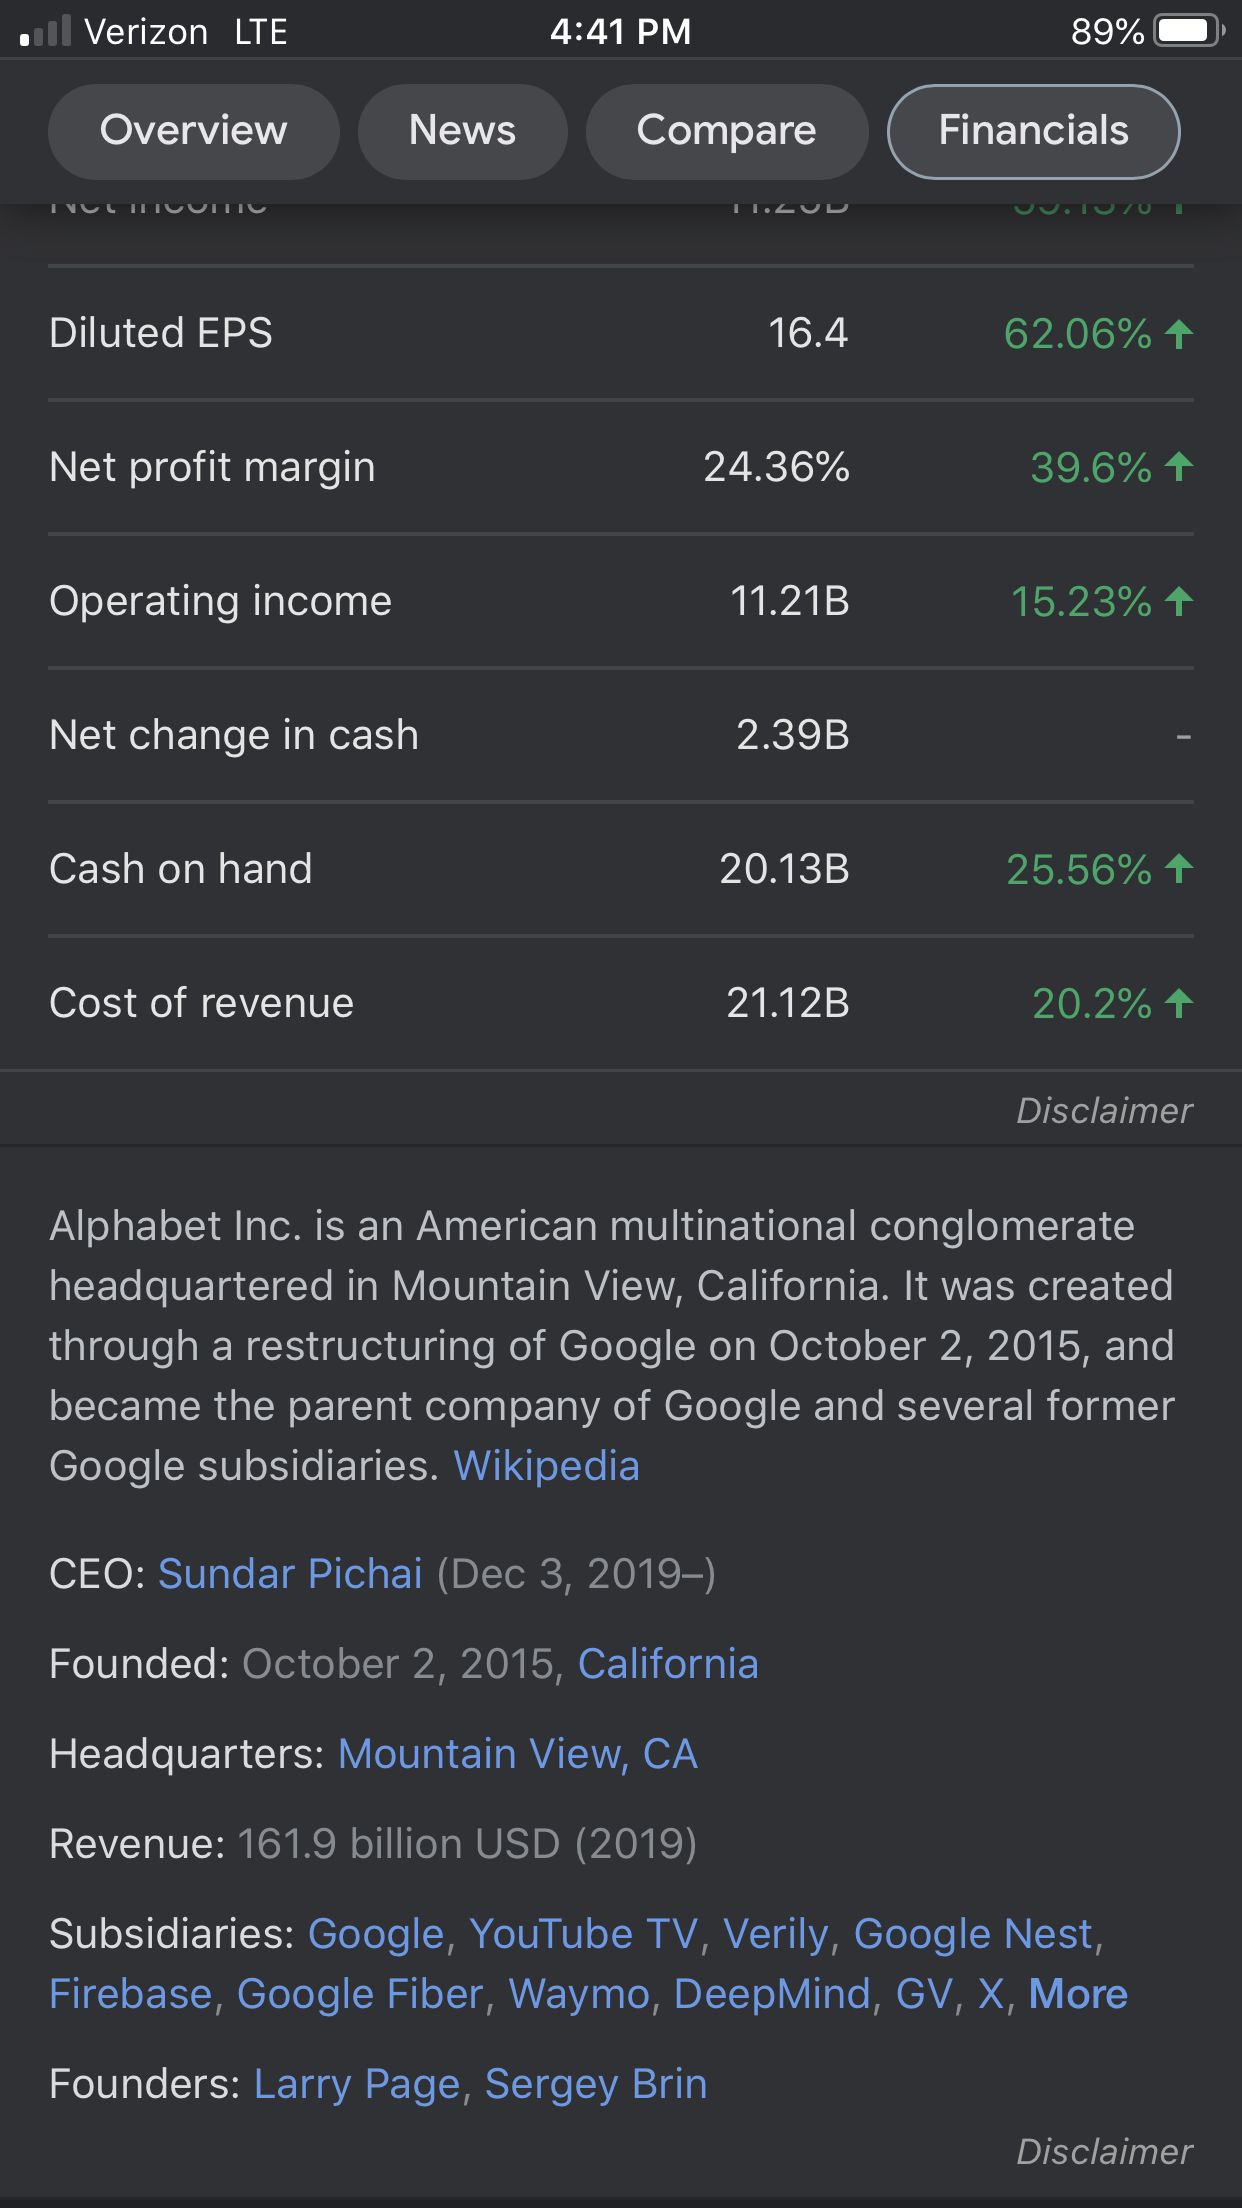 Verizon LTE 4:41 PM 89%
Overview News Compare Financials
Net income 11.25B 59.13% ↑
Diluted EPS 16.4 62.06% ↑
Net profit margin 24.36% 39.6% ↑
Operating income 11.21B 15.23% ↑
Net change in cash 2.39B -
Cash on hand 20.13B 25.56% ↑
Cost of revenue 21.12B 20.2% ↑
Disclaimer
Alphabet Inc. is an American multinational conglomerate
headquartered in Mountain View, California. It was created
through a restructuring of Google on October 2, 2015, and
became the parent company of Google and several former
Google subsidiaries. Wikipedia
CEO: Sundar Pichai (Dec 3, 2019–)
Founded: October 2, 2015, California
Headquarters: Mountain View, CA
Revenue: 161.9 billion USD (2019)
Subsidiaries: Google, YouTube TV, Verily, Google Nest,
Firebase, Google Fiber, Waymo, DeepMind, GV, X, More
Founders: Larry Page, Sergey Brin
Disclaimer